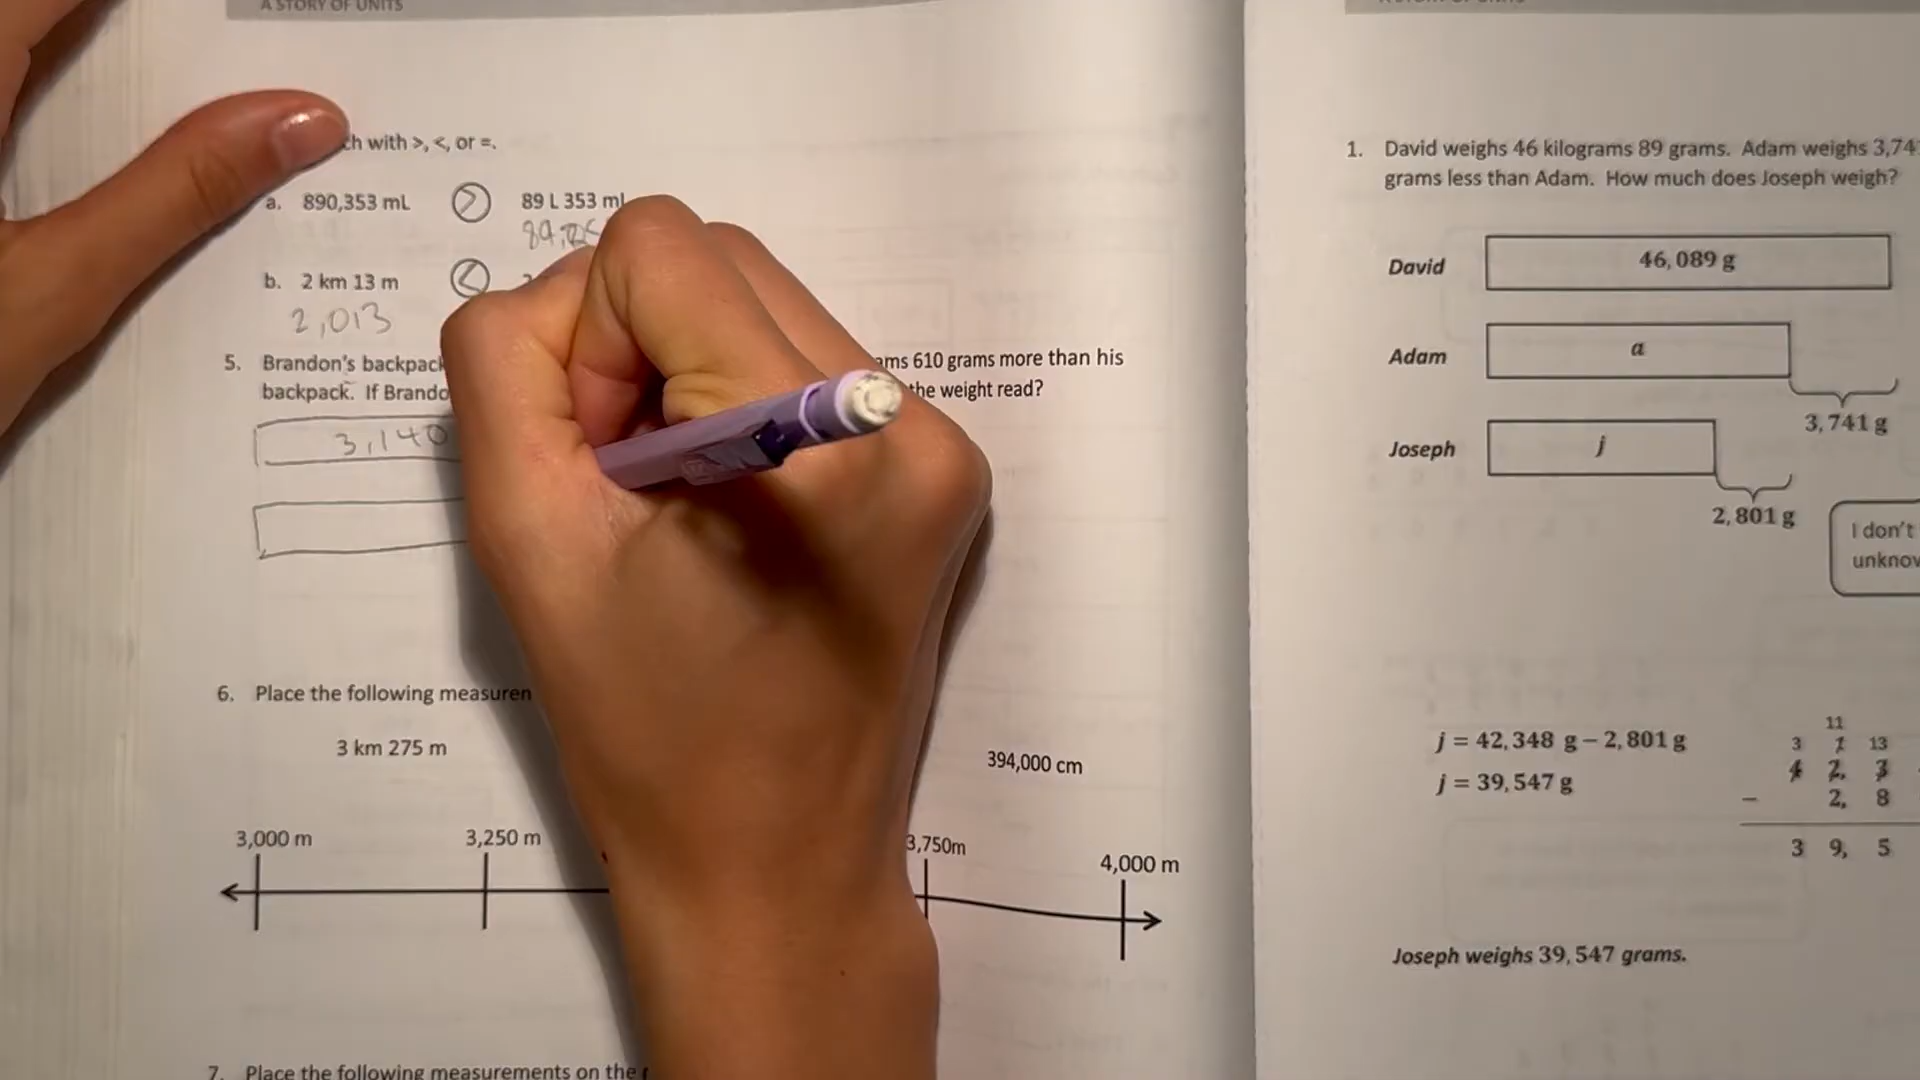 A STORY OF UNITS
ch with >, <, or =.
a. 890,353 mL > 89 L 353 mL
b. 2 km 13 m <
2,013
5. Brandon's backpack ams 610 grams more than his
backpack. If Brando the weight read?
3,140
6. Place the following measuren
3 km 275 m 394,000 cm
3,000 m 3,250 m 3,750m 4,000 m
7. Place the following measurements on the
1. David weighs 46 kilograms 89 grams. Adam weighs 3,74
grams less than Adam. How much does Joseph weigh?
David 46,089 g
Adam a
3,741 g
Joseph j
2,801 g
I don't
unknow
j = 42,348 g – 2,801 g
j = 39,547 g
11
3 1 13
4 2, 3
– 2, 8
3 9, 5
Joseph weighs 39,547 grams.